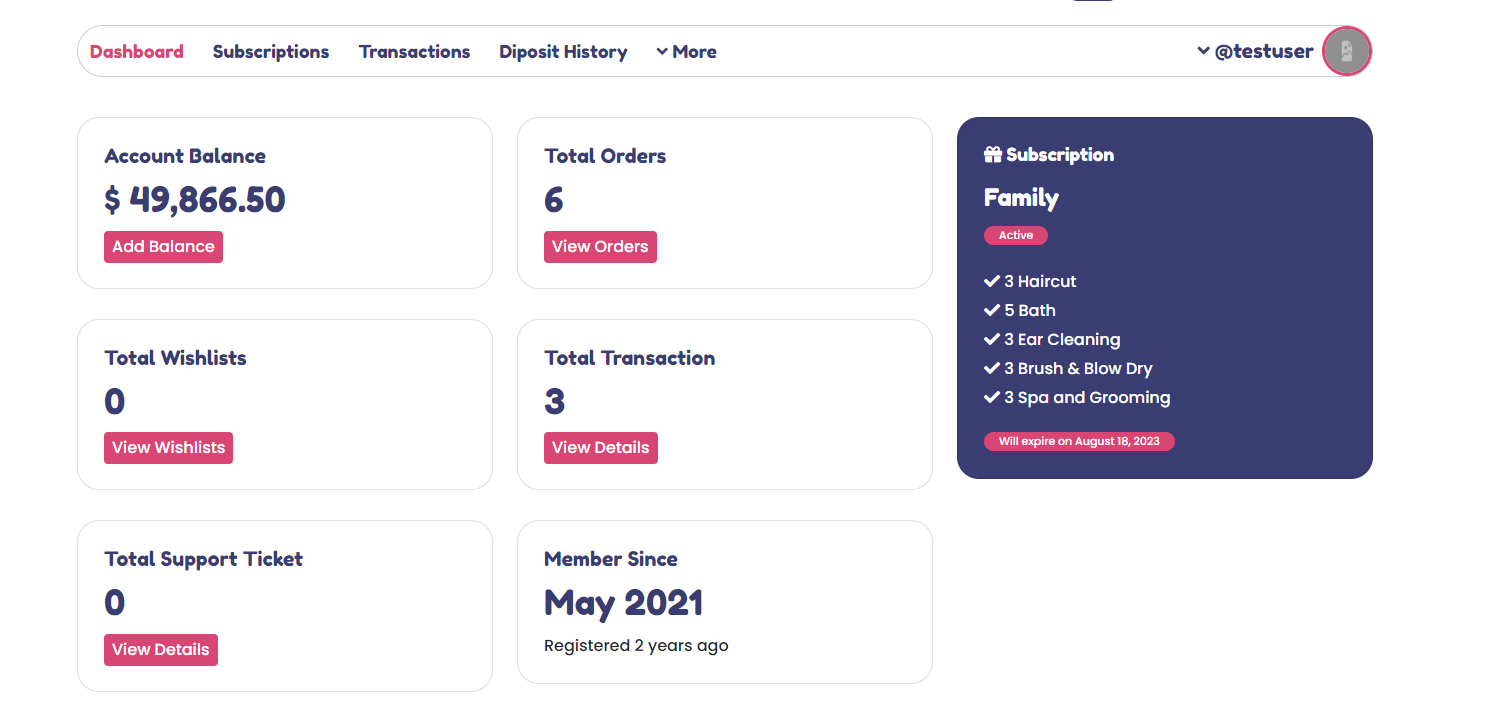 Dashboard Subscriptions Transactions Diposit History More @testuser
Account Balance
$ 49,866.50
Add Balance
Total Orders
6
View Orders
Subscription
Family
Active
3 Haircut
5 Bath
3 Ear Cleaning
3 Brush & Blow Dry
3 Spa and Grooming
Will expire on August 18, 2023
Total Wishlists
0
View Wishlists
Total Transaction
3
View Details
Total Support Ticket
0
View Details
Member Since
May 2021
Registered 2 years ago